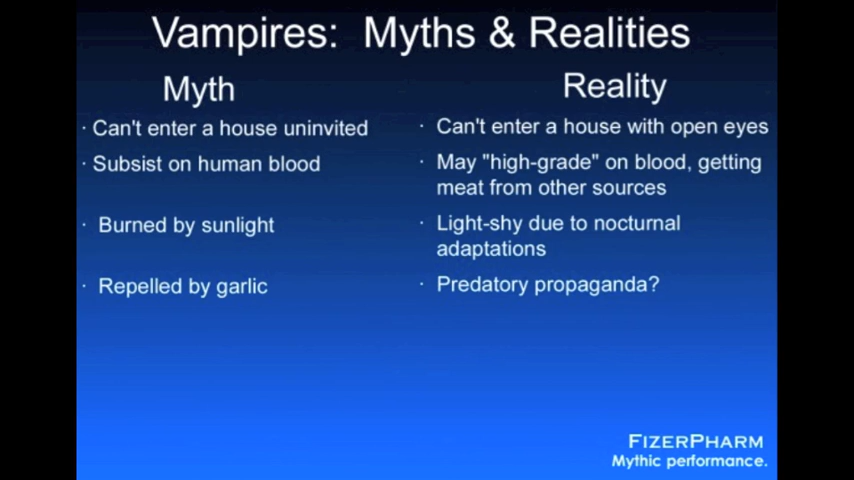 Vampires: Myths & Realities
Myth
· Can't enter a house uninvited
· Subsist on human blood
· Burned by sunlight
· Repelled by garlic
Reality
· Can't enter a house with open eyes
· May "high-grade" on blood, getting
meat from other sources
· Light-shy due to nocturnal
adaptations
· Predatory propaganda?
FIZERPHARM
Mythic performance.